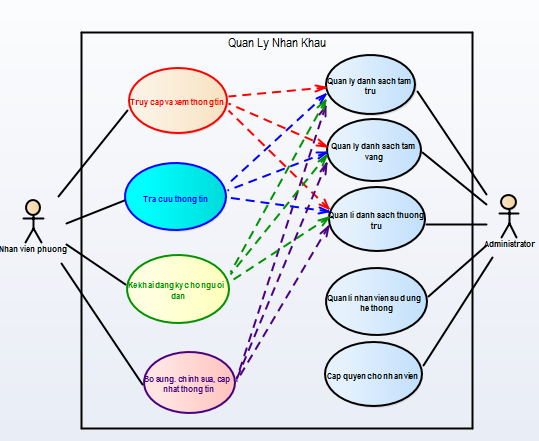 Quan Ly Nhan Khau
Truy cap va xem thong tin
Tra cuu thong tin
Ke khai dang ky cho nguoi
dan
Bo sung. chinh sua, cap
nhat thong tin
Quan ly danh sach tam
tru
Quan ly danh sach tam
vang
Quan li danh sach thuong
tru
Quan li nhan vien su dung
he thong
Cap quyen cho nhan vien
Nhan vien phuong
Administrator